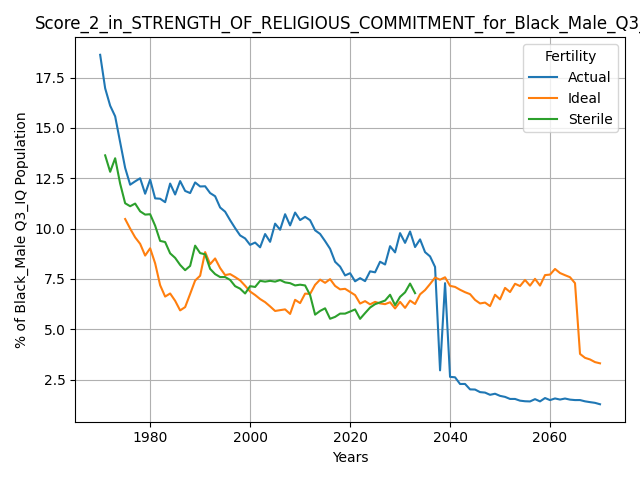 Score_2_in_STRENGTH_OF_RELIGIOUS_COMMITMENT_for_Black_Male_Q3_
Fertility
Actual
Ideal
Sterile
% of Black_Male Q3_IQ Population
17.5
15.0
12.5
10.0
7.5
5.0
2.5
1980 2000 2020 2040 2060
Years